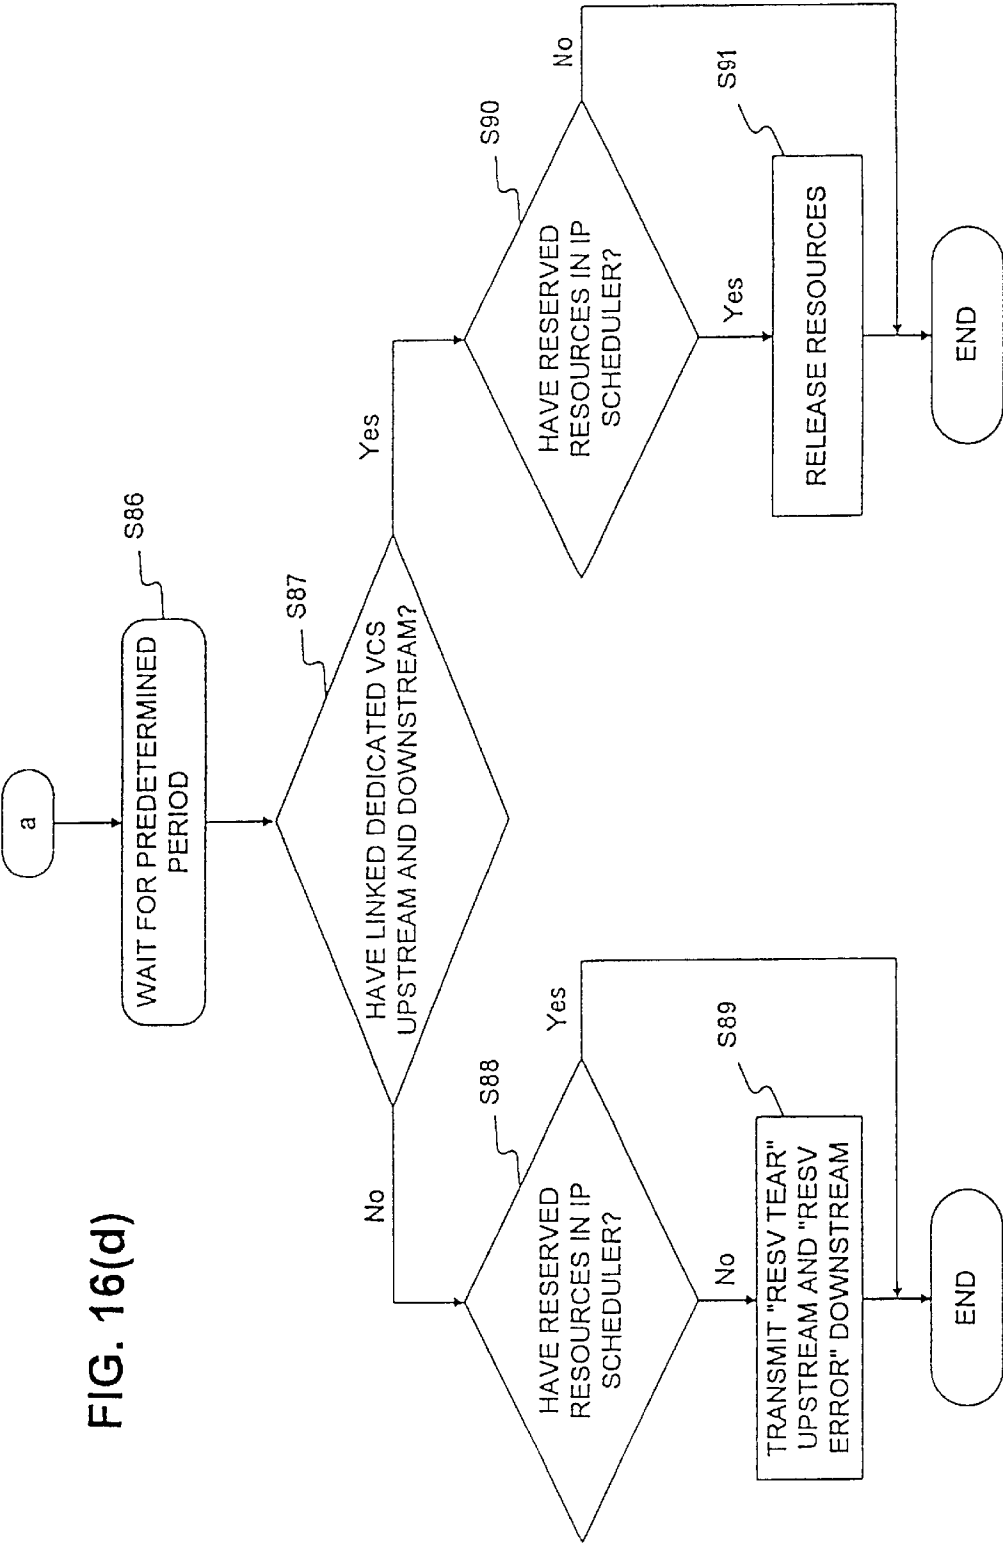 FIG. 16(d)
a
WAIT FOR PREDETERMINED
PERIOD
S86
HAVE LINKED DEDICATED VCS
UPSTREAM AND DOWNSTREAM?
S87
No
Yes
HAVE RESERVED
RESOURCES IN IP
SCHEDULER?
S88
Yes
No
TRANSMIT "RESV TEAR"
UPSTREAM AND "RESV
ERROR" DOWNSTREAM
S89
END
HAVE RESERVED
RESOURCES IN IP
SCHEDULER?
S90
No
Yes
RELEASE RESOURCES
S91
END